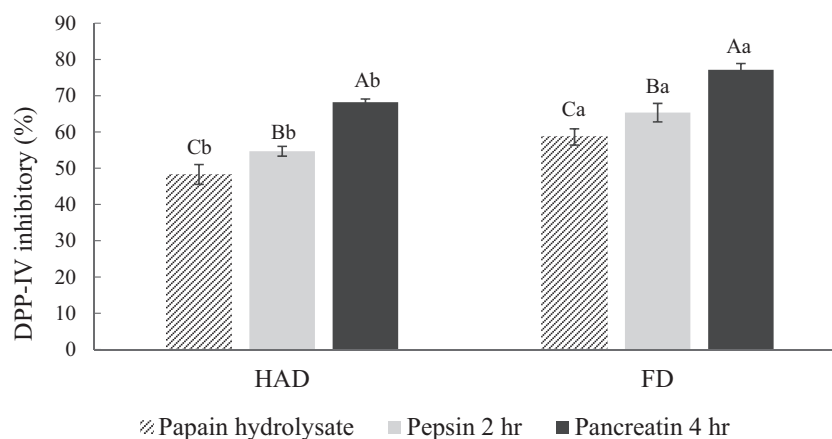 DPP-IV inhibitory (%)
90
80
70
60
50
40
30
20
10
0
Cb
Bb
Ab
Ca
Ba
Aa
HAD
FD
Papain hydrolysate
Pepsin 2 hr
Pancreatin 4 hr